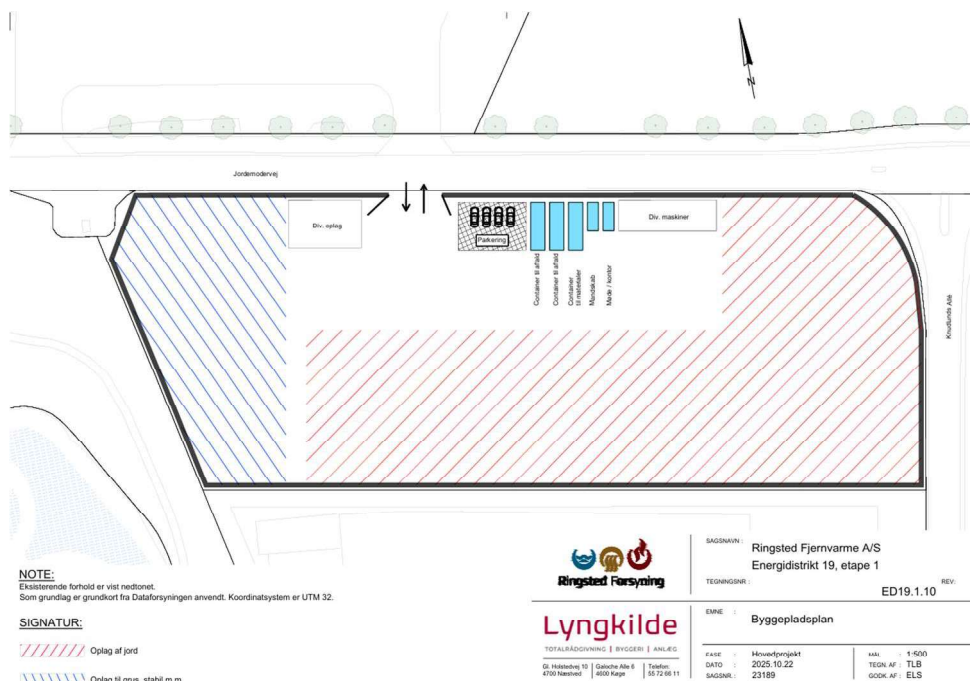 N
Jordemodervej
Div. oplag
Parkering
Div. maskiner
Container til affald
Container til affald
Container
til materialer
Mandskab
Møde / kontor
Knudlunds Allé
NOTE:
Eksisterende forhold er vist nedtonet.
Som grundlag er grundkort fra Dataforsyningen anvendt. Koordinatsystem er UTM 32.
SIGNATUR:
Oplag af jord
Oplag til grus, stabil m.m.
Ringsted Forsyning
Lyngkilde
TOTALRÅDGIVNING | BYGGERI | ANLÆG
Gl. Holstedvej 10 | Galoche Alle 6 | Telefon:
4700 Næstved | 4600 Køge | 55 72 66 11
SAGSNAVN : Ringsted Fjernvarme A/S
Energidistrikt 19, etape 1
TEGNINGSNR : ED19.1.10 REV:
EMNE : Byggepladsplan
FASE : Hovedprojekt MÅL : 1:500
DATO : 2025.10.22 TEGN. AF : TLB
SAGSNR. : 23189 GODK. AF : ELS